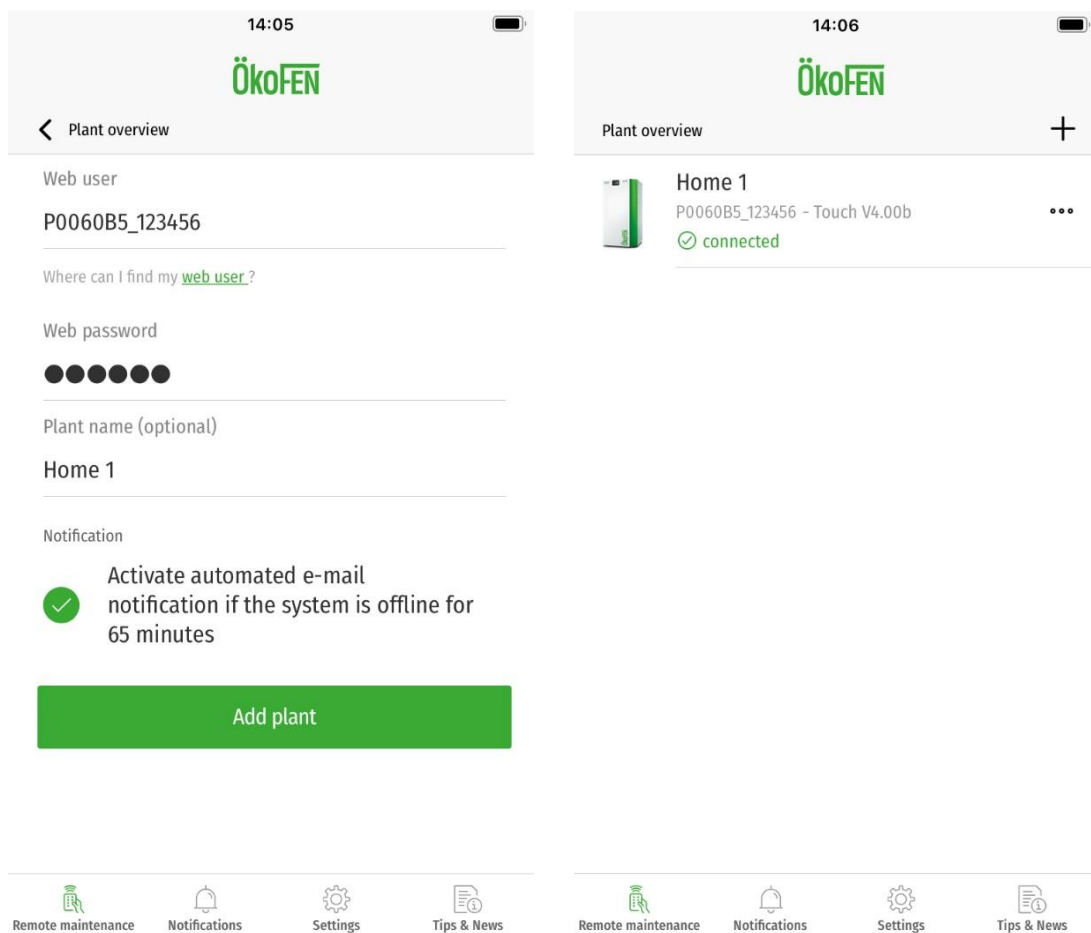 14:05
ÖkoFEN
Plant overview
Web user
P0060B5_123456
Where can I find my web user ?
Web password
●●●●●●
Plant name (optional)
Home 1
Notification
Activate automated e-mail
notification if the system is offline for
65 minutes
Add plant
Remote maintenance
Notifications
Settings
Tips & News
14:06
ÖkoFEN
Plant overview
Home 1
P0060B5_123456 - Touch V4.00b
connected
Remote maintenance
Notifications
Settings
Tips & News